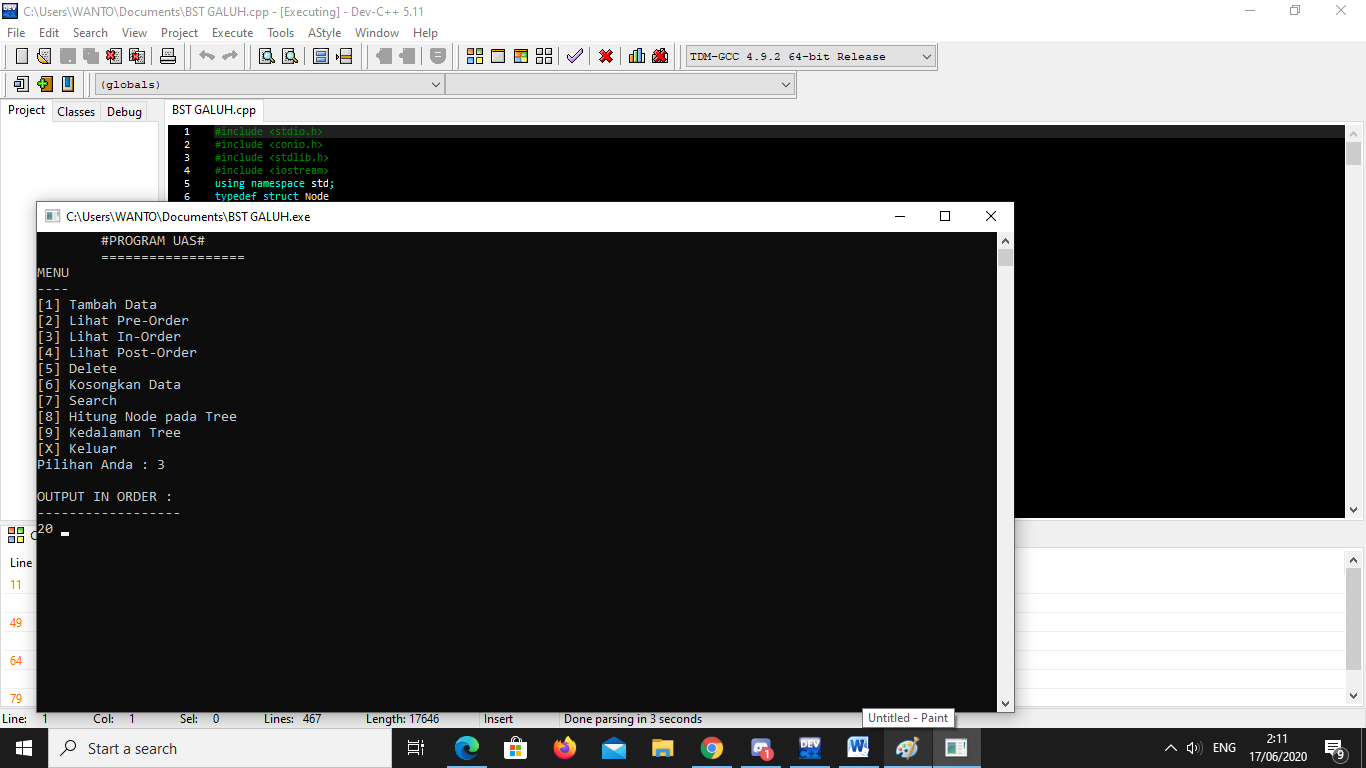 C:\Users\WANTO\Documents\BST GALUH.cpp - [Executing] - Dev-C++ 5.11
File Edit Search View Project Execute Tools AStyle Window Help
TDM-GCC 4.9.2 64-bit Release
(globals)
Project Classes Debug
BST GALUH.cpp
1 #include <stdio.h>
2 #include <conio.h>
3 #include <stdlib.h>
4 #include <iostream>
5 using namespace std;
6 typedef struct Node
C:\Users\WANTO\Documents\BST GALUH.exe
#PROGRAM UAS#
==================
MENU
----
[1] Tambah Data
[2] Lihat Pre-Order
[3] Lihat In-Order
[4] Lihat Post-Order
[5] Delete
[6] Kosongkan Data
[7] Search
[8] Hitung Node pada Tree
[9] Kedalaman Tree
[X] Keluar
Pilihan Anda : 3
OUTPUT IN ORDER :
------------------
20
Line
11
49
64
79
Line: 1 Col: 1 Sel: 0 Lines: 467 Length: 17646 Insert Done parsing in 3 seconds
Untitled - Paint
Start a search
ENG
2:11
17/06/2020
9
DEV
1